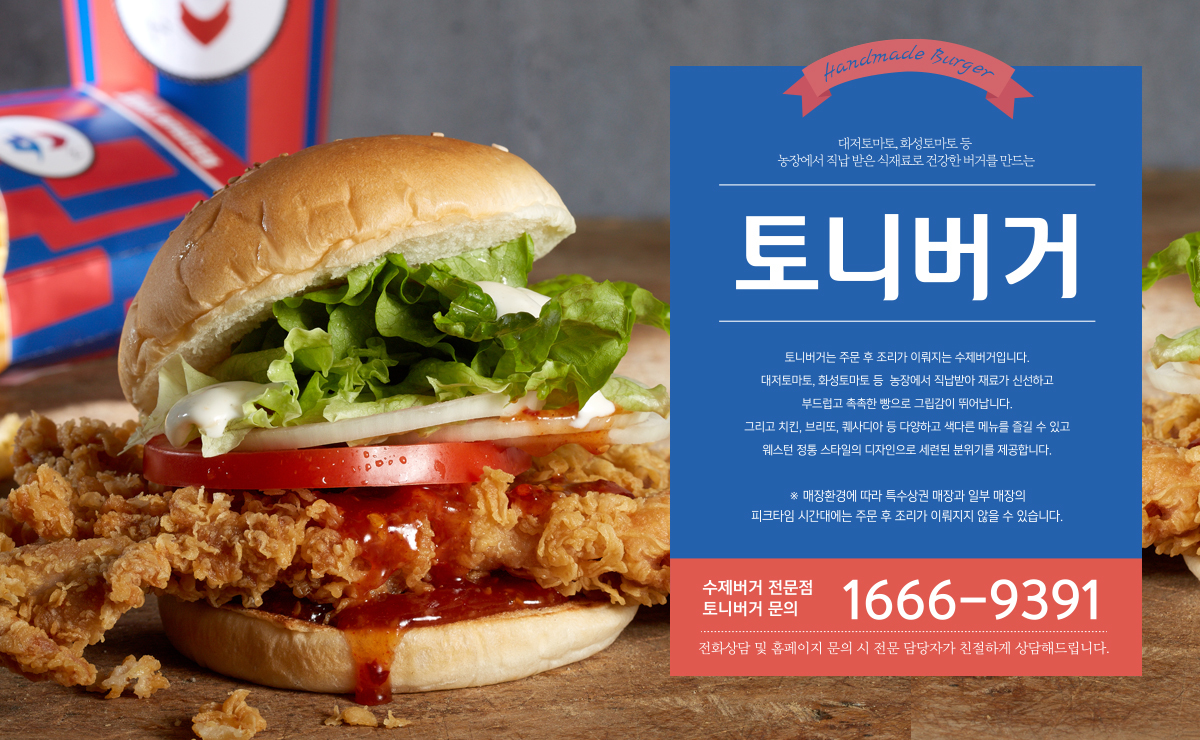 Handmade Burger
대저토마토, 화성토마토 등
농장에서 직납 받은 식재료로 건강한 버거를 만드는
토니버거
토니버거는 주문 후 조리가 이뤄지는 수제버거입니다.
대저토마토, 화성토마토 등 농장에서 직납받아 재료가 신선하고
부드럽고 촉촉한 빵으로 그립감이 뛰어납니다.
그리고 치킨, 브리또, 퀘사디아 등 다양하고 색다른 메뉴를 즐길 수 있고
웨스턴 정통 스타일의 디자인으로 세련된 분위기를 제공합니다.
※ 매장환경에 따라 특수상권 매장과 일부 매장의
피크타임 시간대에는 주문 후 조리가 이뤄지지 않을 수 있습니다.
수제버거 전문점
토니버거 문의
1666-9391
전화상담 및 홈페이지 문의 시 전문 담당자가 친절하게 상담해드립니다.